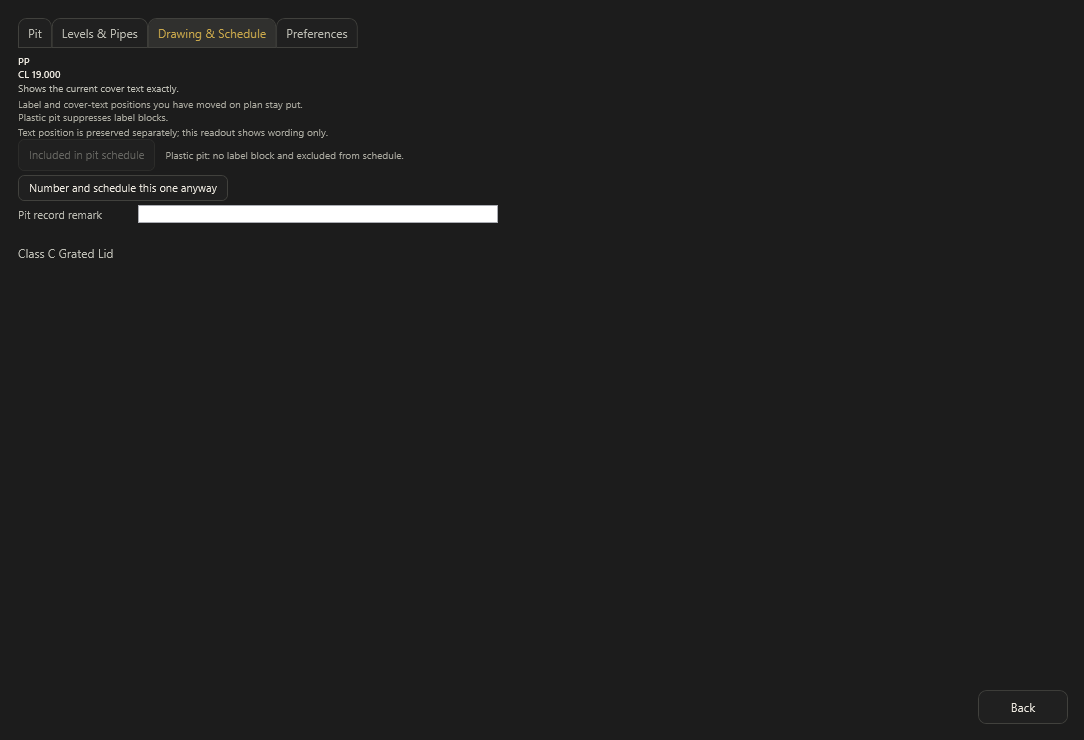 Pit
Levels & Pipes
Drawing & Schedule
Preferences
PP
CL 19.000
Shows the current cover text exactly.
Label and cover-text positions you have moved on plan stay put.
Plastic pit suppresses label blocks.
Text position is preserved separately; this readout shows wording only.
Included in pit schedule
Plastic pit: no label block and excluded from schedule.
Number and schedule this one anyway
Pit record remark
Class C Grated Lid
Back